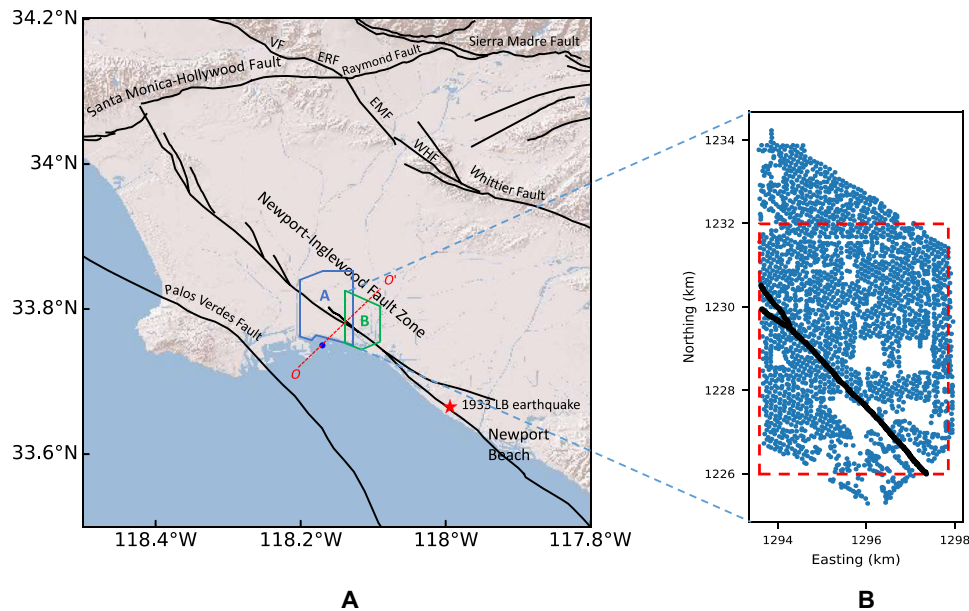 34.2°N
34°N
33.8°N
33.6°N
118.4°W
118.2°W
118°W
117.8°W
VF
ERF
Raymond Fault
Sierra Madre Fault
Santa Monica-Hollywood Fault
EMF
WHF
Whittier Fault
Newport-Inglewood Fault Zone
Palos Verdes Fault
A
B
O'
O
1933 LB earthquake
Newport
Beach
A
1234
1232
1230
1228
1226
Northing (km)
1294
1296
1298
Easting (km)
B